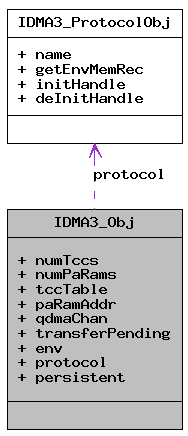 IDMA3_ProtocolObj
+ name
+ getEnvMemRec
+ initHandle
+ deInitHandle
protocol
IDMA3_Obj
+ numTccs
+ numPaRams
+ tccTable
+ paRamAddr
+ qdmaChan
+ transferPending
+ env
+ protocol
+ persistent